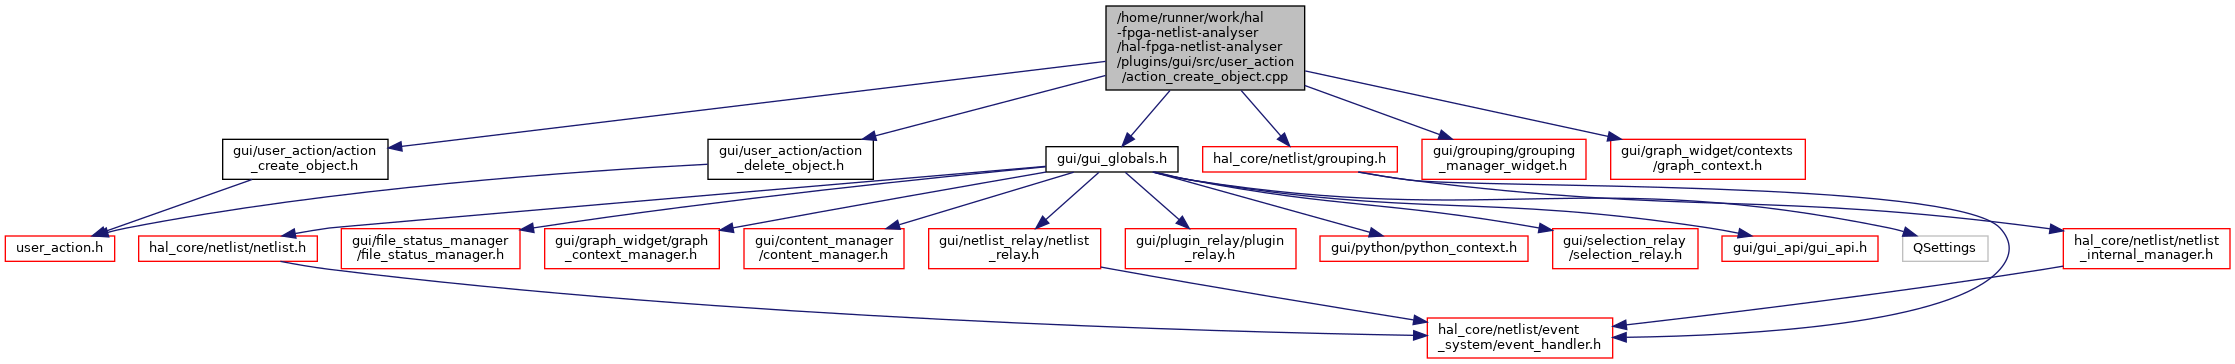 /home/runner/work/hal
-fpga-netlist-analyser
/hal-fpga-netlist-analyser
/plugins/gui/src/user_action
/action_create_object.cpp
gui/user_action/action
_create_object.h
gui/user_action/action
_delete_object.h
gui/gui_globals.h
hal_core/netlist/grouping.h
gui/grouping/grouping
_manager_widget.h
gui/graph_widget/contexts
/graph_context.h
user_action.h
hal_core/netlist/netlist.h
gui/file_status_manager
/file_status_manager.h
gui/graph_widget/graph
_context_manager.h
gui/content_manager
/content_manager.h
gui/netlist_relay/netlist
_relay.h
gui/plugin_relay/plugin
_relay.h
gui/python/python_context.h
gui/selection_relay
/selection_relay.h
gui/gui_api/gui_api.h
QSettings
hal_core/netlist/netlist
_internal_manager.h
hal_core/netlist/event
_system/event_handler.h